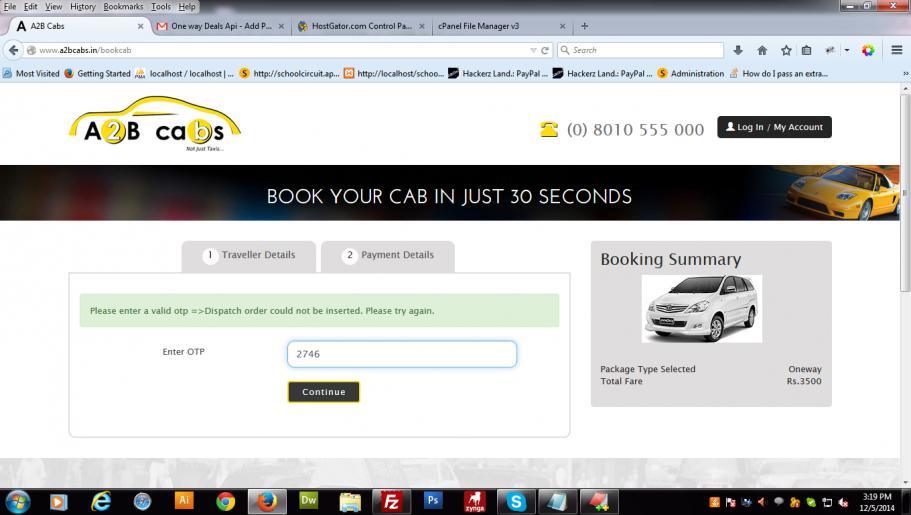 File Edit View History Bookmarks Tools Help
A A2B Cabs × One way Deals Api - Add P... × HostGator.com Control Pa... × cPanel File Manager v3 × +
www.a2bcabs.in/bookcab Search
Most Visited Getting Started localhost / localhost | ... http://schoolcircuit.ap... http://localhost/schoo... Hackerz Land.: PayPal ... Hackerz Land.: PayPal ... Administration How do I pass an extra... »
A2B cabs
Not Just Taxis...
(0) 8010 555 000 Log In / My Account
BOOK YOUR CAB IN JUST 30 SECONDS
1 Traveller Details 2 Payment Details
Booking Summary
Please enter a valid otp =>Dispatch order could not be inserted. Please try again.
Enter OTP 2746
Continue
Package Type Selected Oneway
Total Fare Rs.3500
Ai Dw Fz Ps zynga S
3:19 PM
12/5/2014